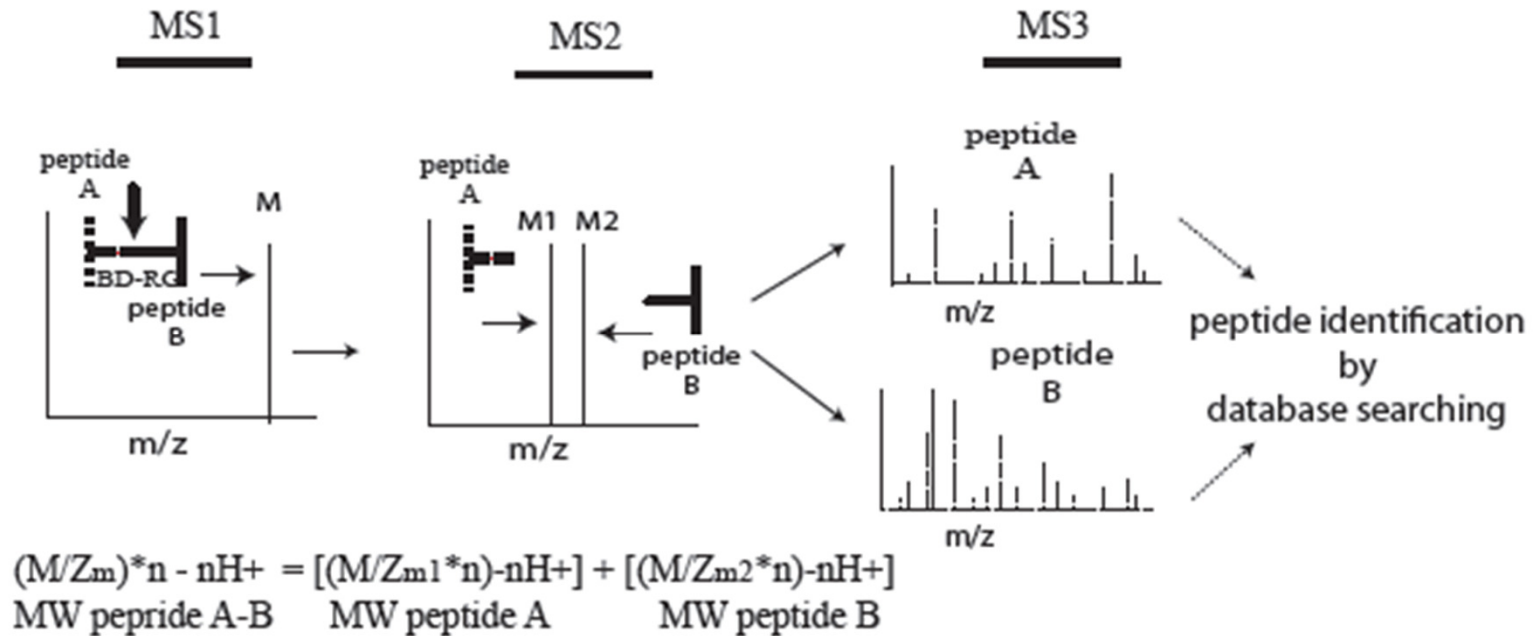 MS1
MS2
MS3
peptide
A
M
BD-RG
peptide
B
m/z
peptide
A
M1 M2
peptide
B
m/z
peptide
A
m/z
peptide
B
m/z
peptide identification
by
database searching
(M/Zm)*n - nH+ = [(M/Zm1*n)-nH+] + [(M/Zm2*n)-nH+]
MW pepride A-B MW peptide A MW peptide B